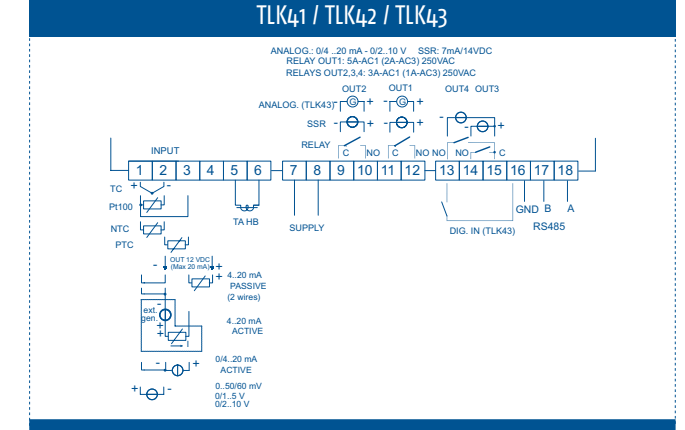 TLK41 / TLK42 / TLK43
ANALOG.: 0/4 ..20 mA - 0/2..10 V SSR: 7mA/14VDC
RELAY OUT1: 5A-AC1 (2A-AC3) 250VAC
RELAYS OUT2,3,4: 3A-AC1 (1A-AC3) 250VAC
OUT2 OUT1 OUT4 OUT3
ANALOG. (TLK43) - G + - G +
SSR - + - + - - +
RELAY
INPUT C NO C NO NO NO C
1 2 3 4 5 6 7 8 9 10 11 12 13 14 15 16 17 18
TC + -
Pt100
GND B A
TA HB
SUPPLY
DIG. IN (TLK43)
RS485
NTC
PTC
OUT 12 VDC
(Max 20 mA)
- +
+
4..20 mA
PASSIVE
(2 wires)
ext.
gen.
-
+
+
4..20 mA
ACTIVE
- +
0/4..20 mA
ACTIVE
+ -
0..50/60 mV
0/1..5 V
0/2..10 V